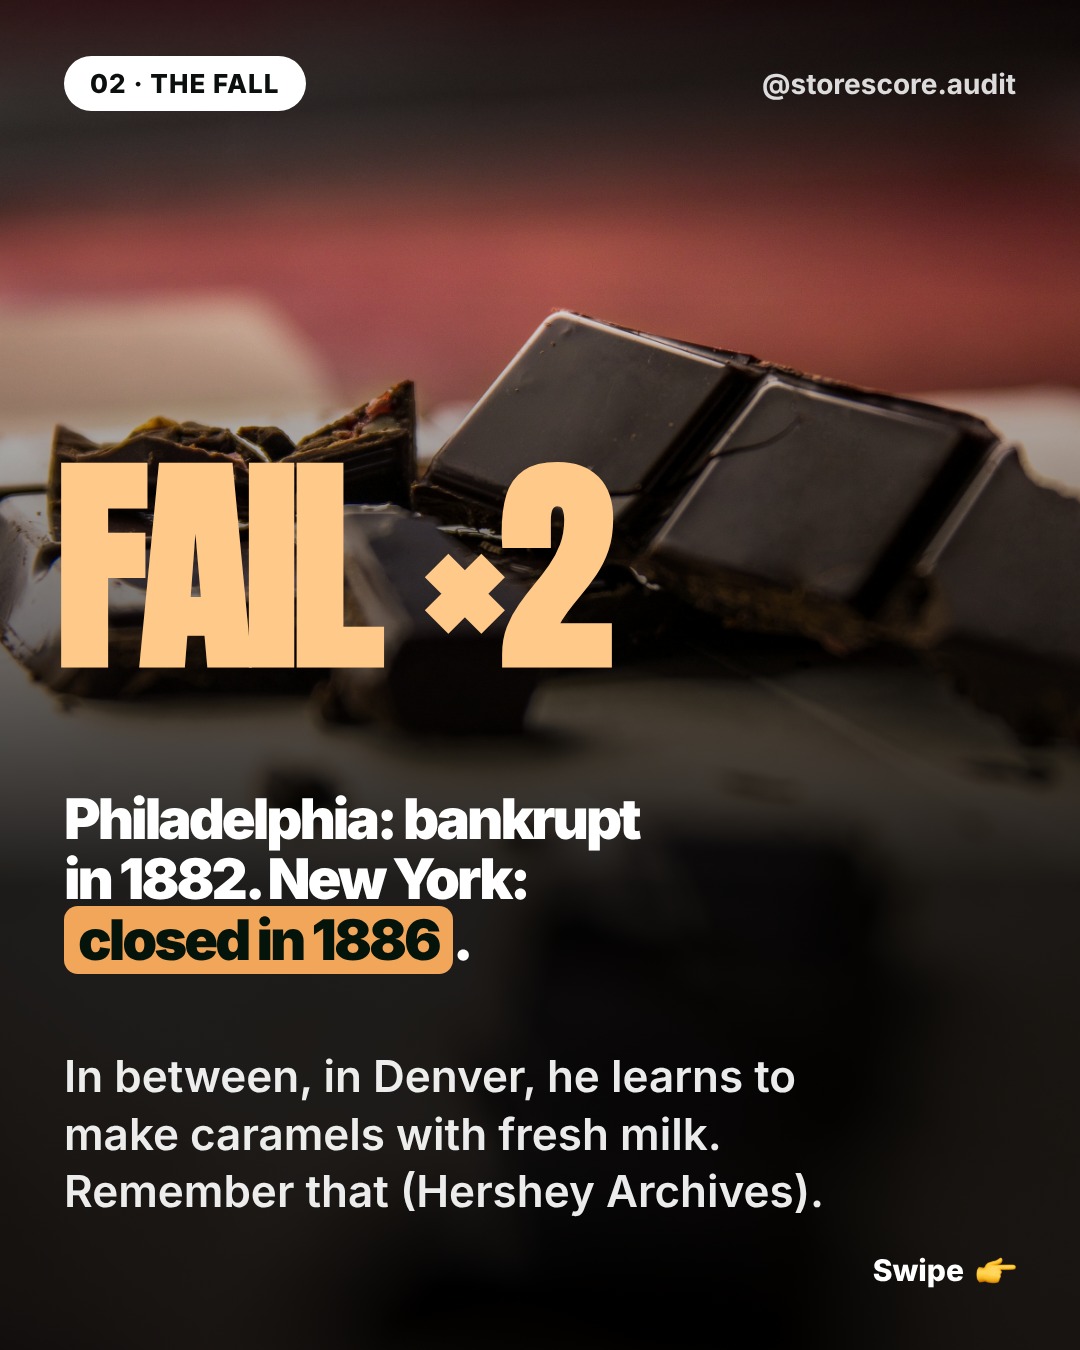 02 · THE FALL
@storescore.audit
FAIL ×2
Philadelphia: bankrupt
in 1882. New York:
closed in 1886.
In between, in Denver, he learns to
make caramels with fresh milk.
Remember that (Hershey Archives).
Swipe 👉